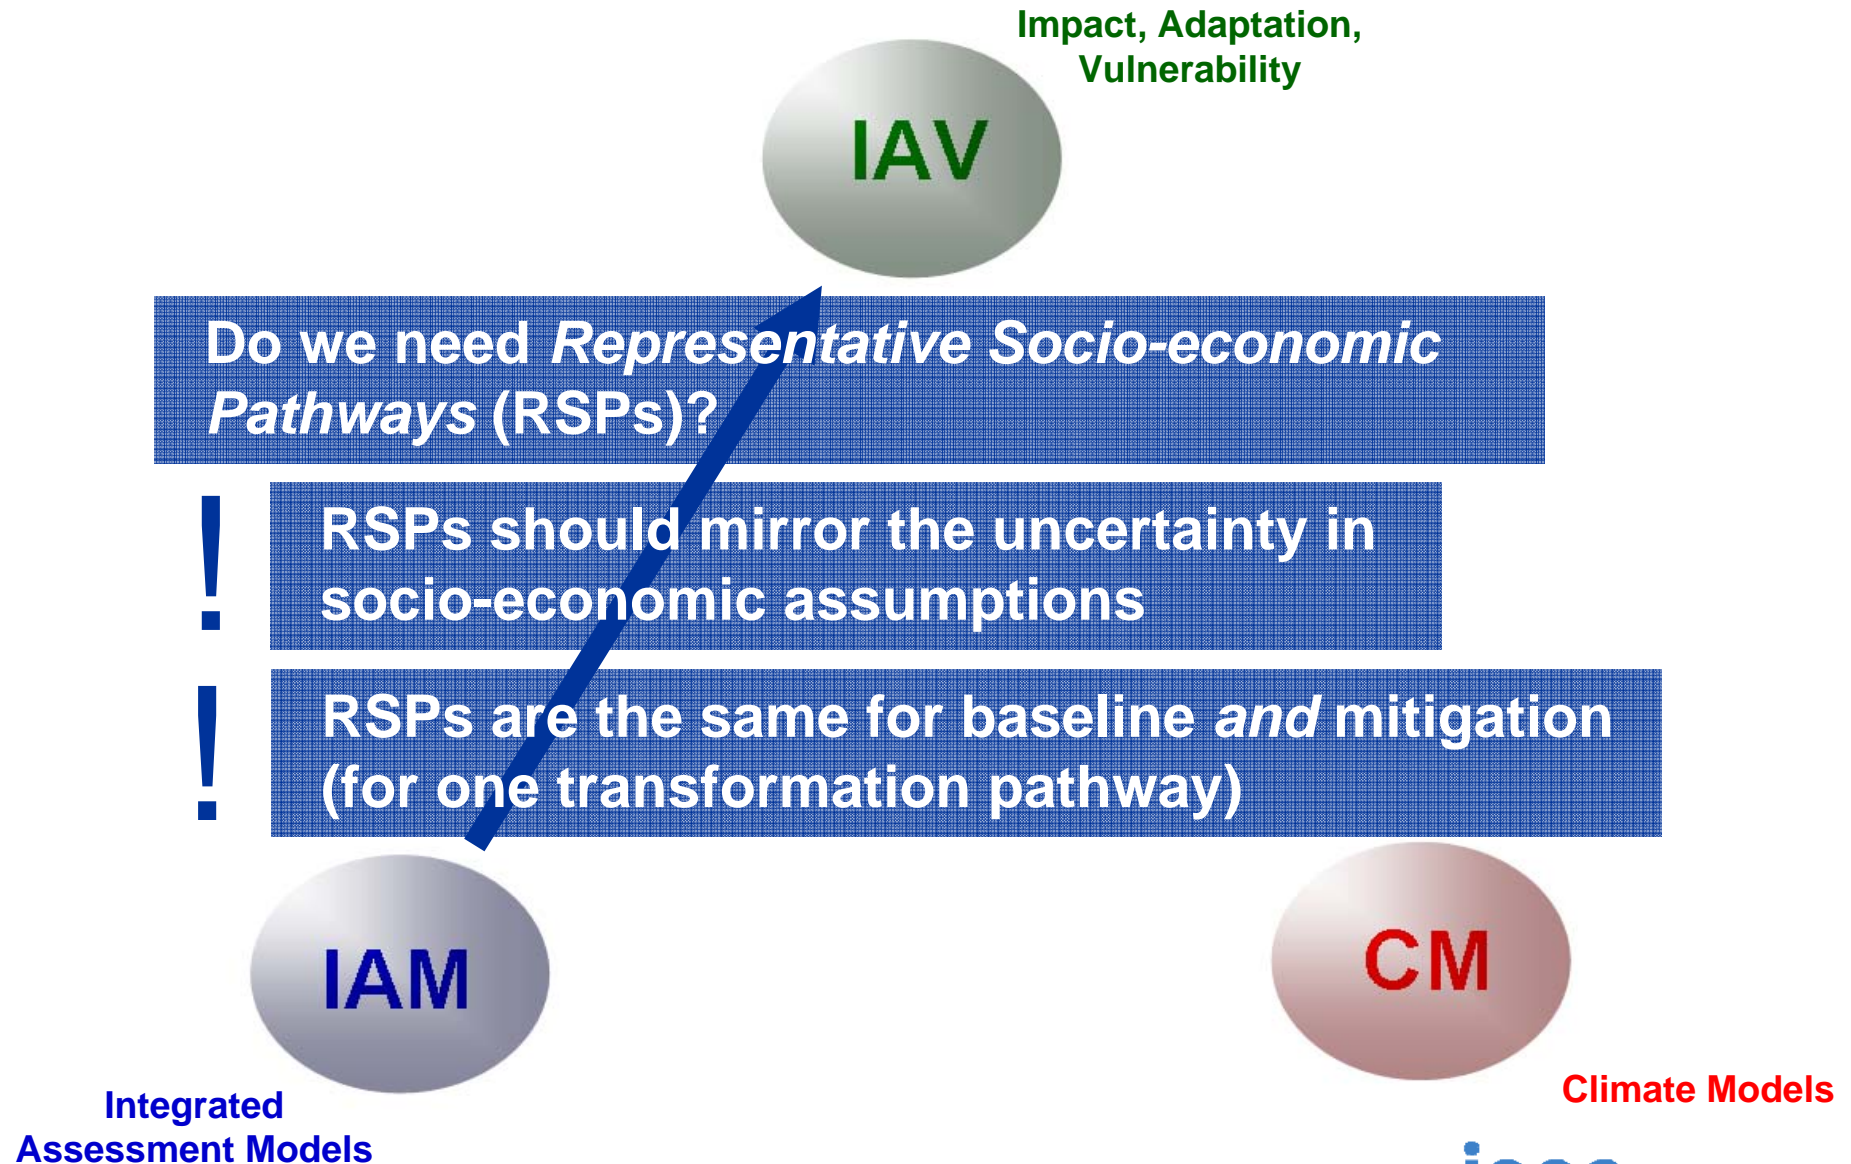 Impact, Adaptation,
Vulnerability
IAV
Do we need Representative Socio-economic
Pathways (RSPs)?
!
RSPs should mirror the uncertainty in
socio-economic assumptions
!
RSPs are the same for baseline and mitigation
(for one transformation pathway)
IAM
CM
Integrated
Assessment Models
Climate Models